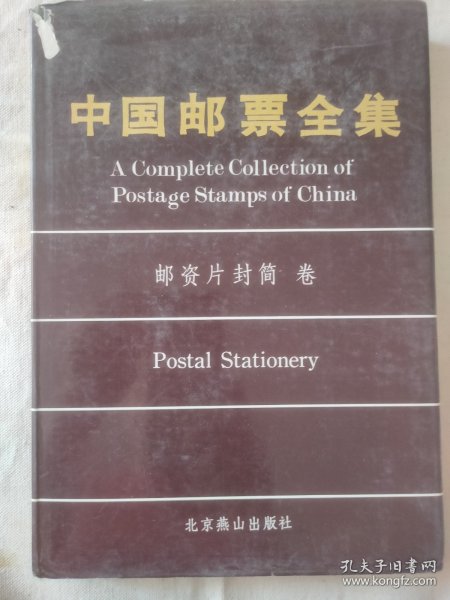 中国邮票全集
A Complete Collection of
Postage Stamps of China
邮资片封简 卷
Postal Stationery
北京燕山出版社
孔夫子旧书网
www.kongfz.com